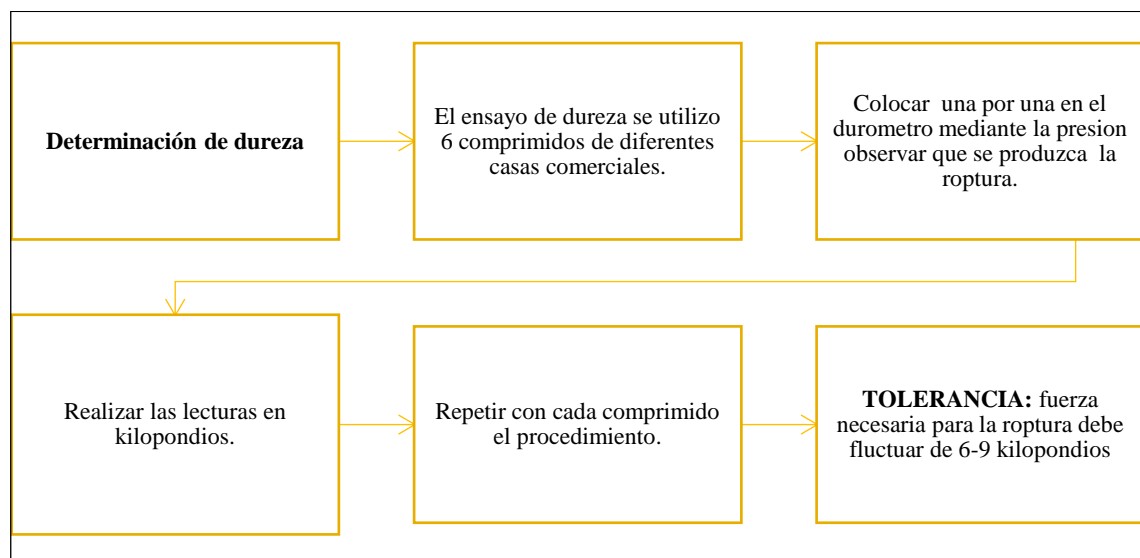 Determinación de dureza
El ensayo de dureza se utilizo
6 comprimidos de diferentes
casas comerciales.
Colocar una por una en el
durometro mediante la presion
observar que se produzca la
roptura.
Realizar las lecturas en
kilopondios.
Repetir con cada comprimido
el procedimiento.
TOLERANCIA: fuerza
necesaria para la roptura debe
fluctuar de 6-9 kilopondios